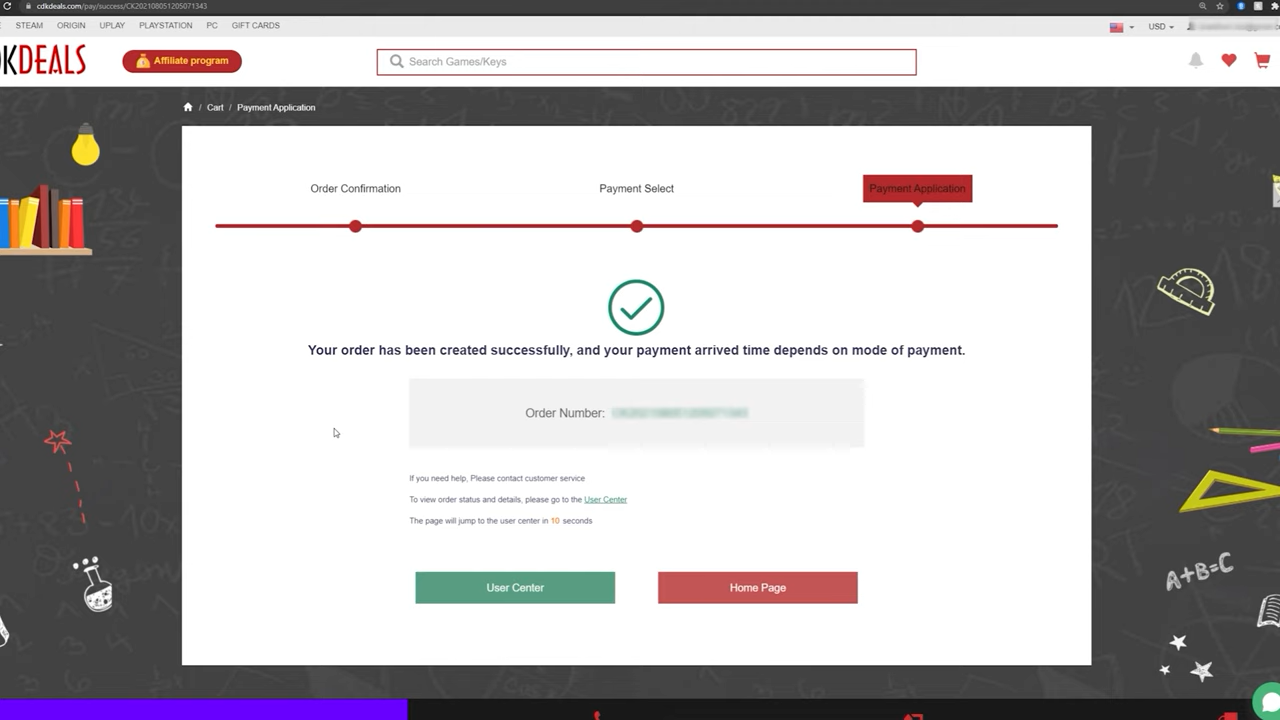 cdkdeals.com/pay/success/CK202108051205071343
STEAM ORIGIN UPLAY PLAYSTATION PC GIFT CARDS
USD
DEALS
Affiliate program
Search Games/Keys
/ Cart / Payment Application
Order Confirmation
Payment Select
Payment Application
Your order has been created successfully, and your payment arrived time depends on mode of payment.
Order Number:
If you need help, Please contact customer service
To view order status and details, please go to the User Center
The page will jump to the user center in 10 seconds
User Center
Home Page
A+B=C